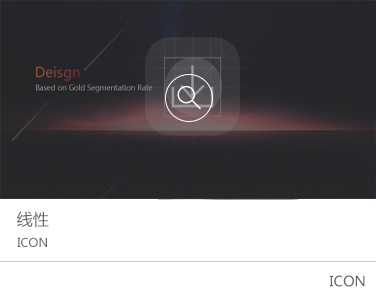 Deisgn
Based on Gold Segmentation Rate
线性
ICON
ICON